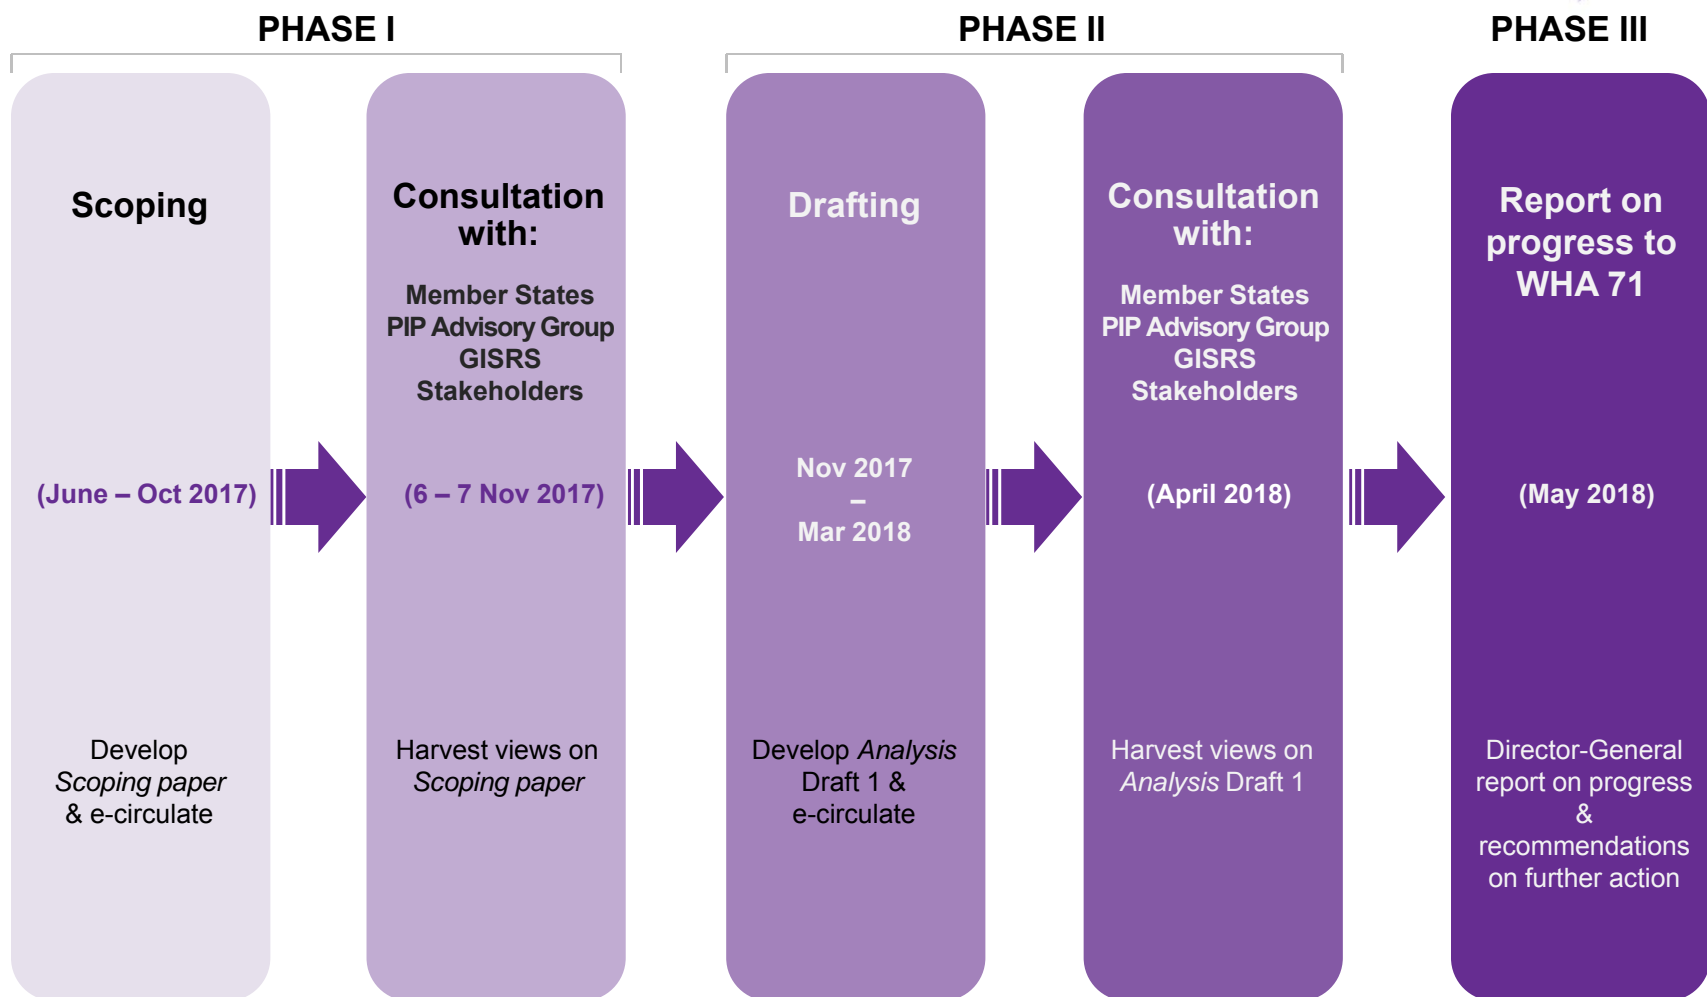 PHASE I
PHASE II
PHASE III
Scoping
(June – Oct 2017)
Develop
Scoping paper
& e-circulate
Consultation
with:
Member States
PIP Advisory Group
GISRS
Stakeholders
(6 – 7 Nov 2017)
Harvest views on
Scoping paper
Drafting
Nov 2017
–
Mar 2018
Develop Analysis
Draft 1 &
e-circulate
Consultation
with:
Member States
PIP Advisory Group
GISRS
Stakeholders
(April 2018)
Harvest views on
Analysis Draft 1
Report on
progress to
WHA 71
(May 2018)
Director-General
report on progress
&
recommendations
on further action